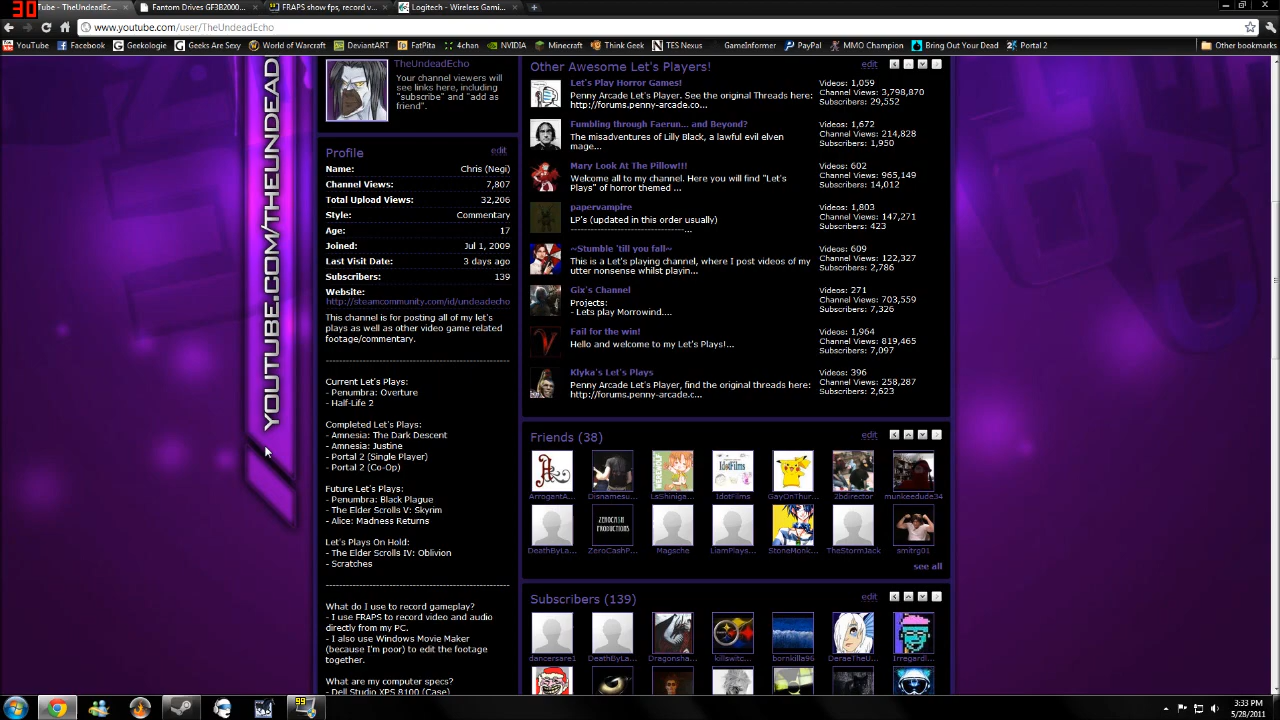 30
Tube - TheUndeadEc...
Fantom Drives GF3B2000...
FRAPS show fps, record v...
Logitech - Wireless Gami...
www.youtube.com/user/TheUndeadEcho
YouTube
Facebook
Geekologie
Geeks Are Sexy
World of Warcraft
DeviantART
FatPita
4chan
NVIDIA
Minecraft
Think Geek
TES Nexus
GameInformer
PayPal
MMO Champion
Bring Out Your Dead
Portal 2
Other bookmarks
YOUTUBE.COM/THEUNDEAD
TheUndeadEcho
Your channel viewers
will see links here, including
"subscribe" and "add as
friend".
Profile
edit
Name: Chris (Negi)
Channel Views: 7,807
Total Upload Views: 32,206
Style: Commentary
Age: 17
Joined: Jul 1, 2009
Last Visit Date: 3 days ago
Subscribers: 139
Website:
http://steamcommunity.com/id/undeadecho
This channel is for posting all of my let's
plays as well as other video game related
footage/commentary.
----------------------------------------------
Current Let's Plays:
- Penumbra: Overture
- Half-Life 2
Completed Let's Plays:
- Amnesia: The Dark Descent
- Amnesia: Justine
- Portal 2 (Single Player)
- Portal 2 (Co-Op)
Future Let's Plays:
- Penumbra: Black Plague
- The Elder Scrolls V: Skyrim
- Alice: Madness Returns
Let's Plays On Hold:
- The Elder Scrolls IV: Oblivion
- Scratches
----------------------------------------------
What do I use to record gameplay?
- I use FRAPS to record video and audio
directly from my PC.
- I also use Windows Movie Maker
(because I'm poor) to edit the footage
together.
What are my computer specs?
- Dell Studio XPS 8100 (Case)
Other Awesome Let's Players!
edit
Let's Play Horror Games!
Penny Arcade Let's Player. See the original Threads here:
http://forums.penny-arcade.co...
Videos: 1,059
Channel Views: 3,798,870
Subscribers: 29,552
Fumbling through Faerun... and Beyond?
The misadventures of Lilly Black, a lawful evil elven
mage...
Videos: 1,672
Channel Views: 214,828
Subscribers: 1,950
Mary Look At The Pillow!!!
Welcome all to my channel. Here you will find "Let's
Plays" of horror themed ...
Videos: 602
Channel Views: 965,149
Subscribers: 14,012
papervampire
LP's (updated in this order usually)
---------------------------------...
Videos: 1,803
Channel Views: 147,271
Subscribers: 423
~Stumble 'till you fall~
This is a Let's playing channel, where I post videos of my
utter nonsense whilst playin...
Videos: 609
Channel Views: 122,327
Subscribers: 2,786
Gix's Channel
Projects:
- Lets play Morrowind....
Videos: 271
Channel Views: 703,559
Subscribers: 7,326
Fail for the win!
Hello and welcome to my Let's Plays!...
Videos: 1,964
Channel Views: 819,465
Subscribers: 7,097
Klyka's Let's Plays
Penny Arcade Let's Player, find the original threads here:
http://forums.penny-arcade.c...
Videos: 396
Channel Views: 258,287
Subscribers: 2,623
Friends (38)
edit
IdotFilms
ZEROCASH
PRODUCTIONS
ArrogantA...
Disnamesu...
LsShiniga...
IdotFilms
GayOnThur...
2bdirector
munkeedude34
DeathByLa...
ZeroCashP...
Magsche
LiamPlays...
StoneMonk...
TheStormJack
smitrg01
see all
Subscribers (139)
edit
dancersare1
DeathByLa...
Dragonsha...
killswitc...
bornkilla96
DeraeTheU...
Irregardl...
99
3:33 PM
5/28/2011